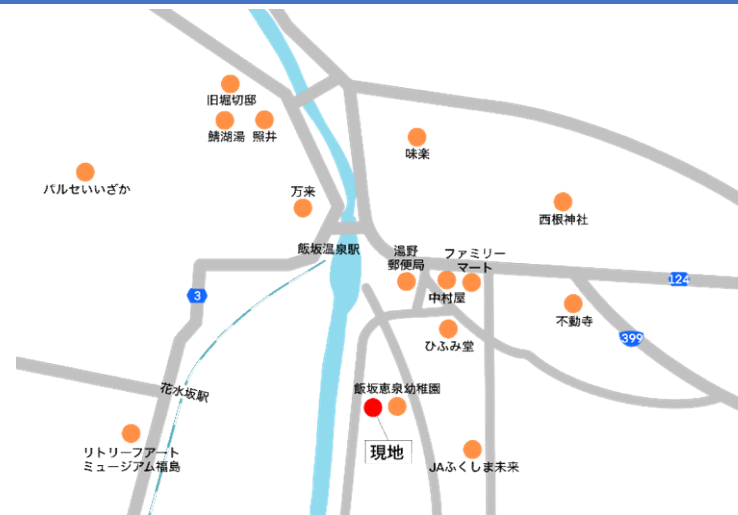 旧堀切邸
鯖湖湯
照井
味楽
パルセいいざか
万来
西根神社
飯坂温泉駅
湯野
郵便局
ファミリー
マート
124
3
中村屋
不動寺
399
ひふみ堂
花水坂駅
飯坂恵泉幼稚園
現地
リトリーフアート
ミュージアム福島
JAふくしま未来